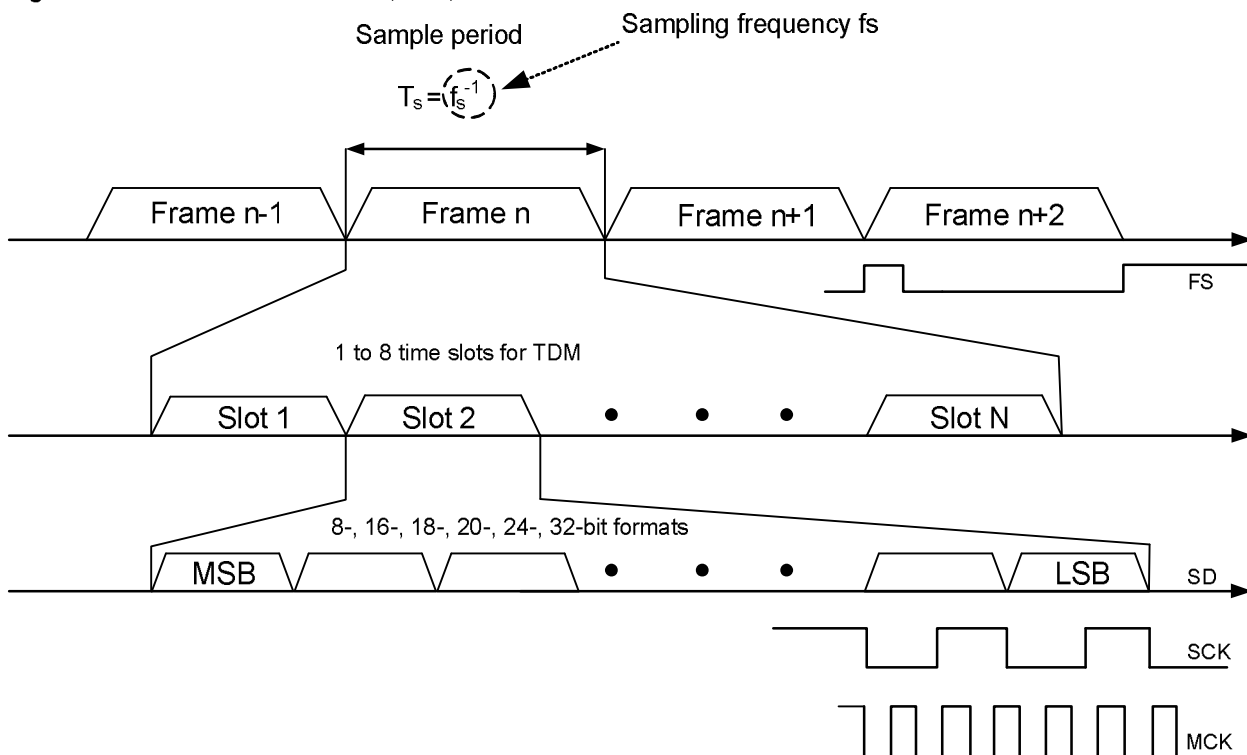 Sample period
Sampling frequency fs
Ts = fs-1
Frame n-1
Frame n
Frame n+1
Frame n+2
FS
1 to 8 time slots for TDM
Slot 1
Slot 2
Slot N
8-, 16-, 18-, 20-, 24-, 32-bit formats
MSB
LSB
SD
SCK
MCK